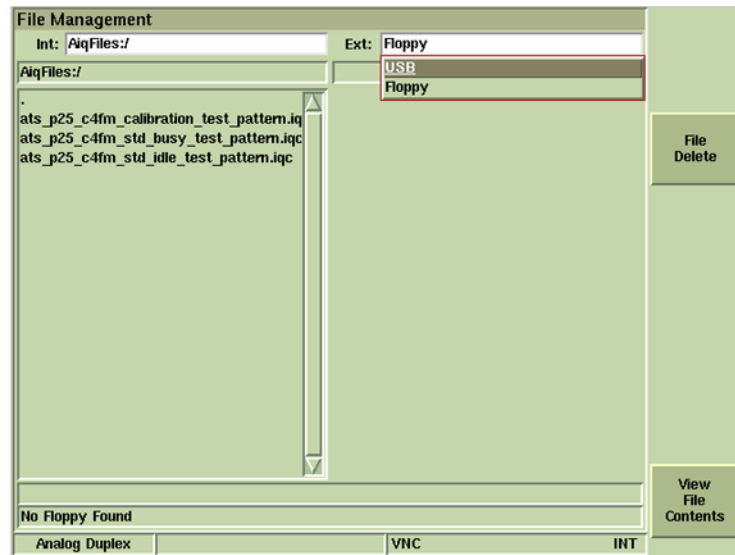 File Management
Int: AiqFiles:/
Ext: Floppy
AiqFiles:/
USB
Floppy
.
ats_p25_c4fm_calibration_test_pattern.iq
ats_p25_c4fm_std_busy_test_pattern.iqc
ats_p25_c4fm_std_idle_test_pattern.iqc
File
Delete
View
File
Contents
No Floppy Found
Analog Duplex
VNC
INT